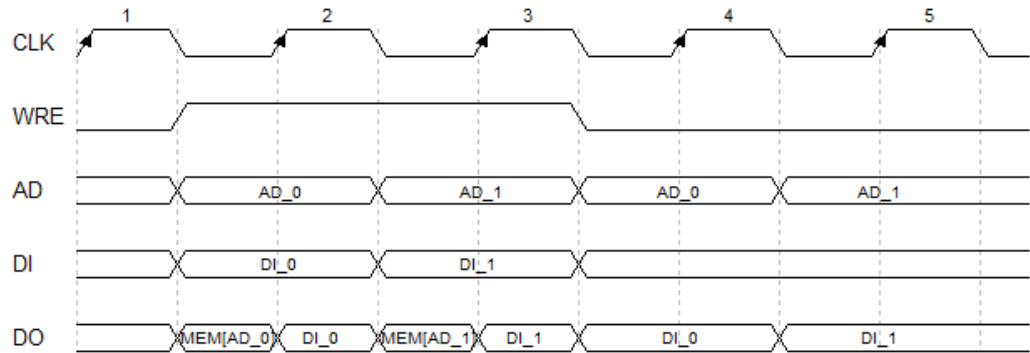 1 2 3 4 5
CLK
WRE
AD AD_0 AD_1 AD_0 AD_1
DI DI_0 DI_1
DO MEM[AD_0] DI_0 MEM[AD_1] DI_1 DI_0 DI_1